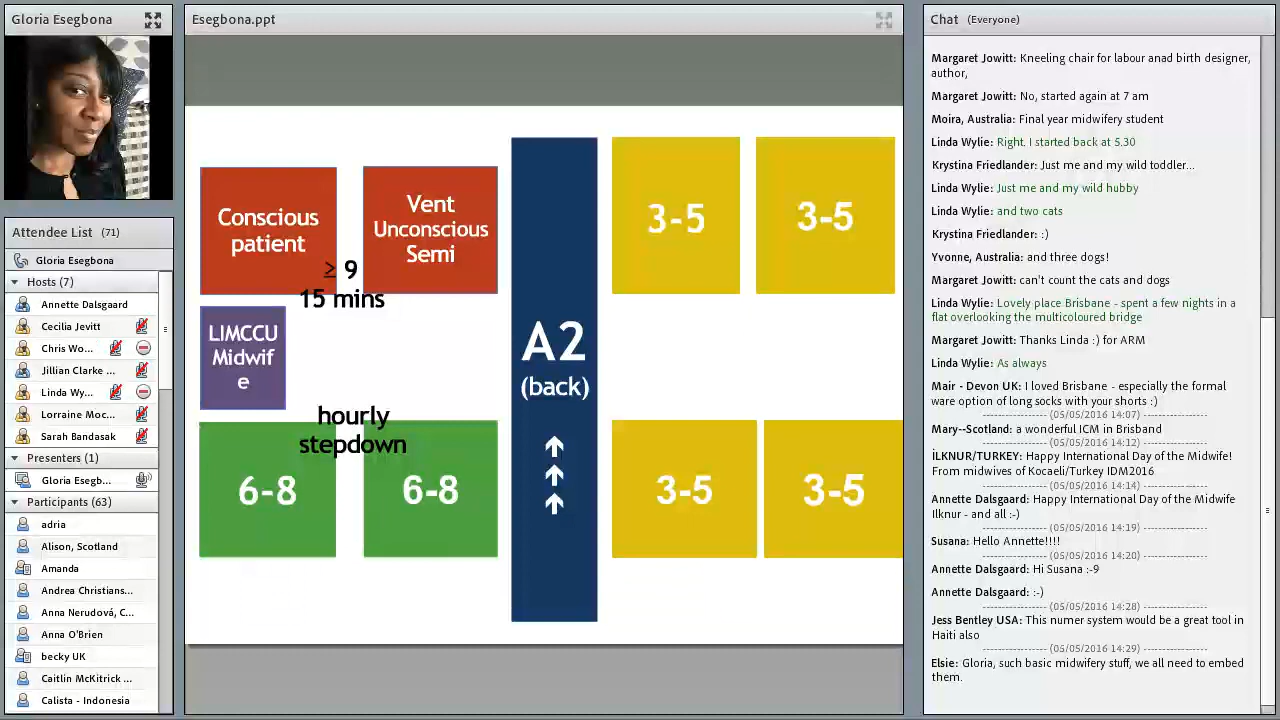 Gloria Esegbona
Attendee List (71)
Gloria Esegbona
Hosts (7)
Annette Dalsgaard
Cecilia Jevitt
Chris Wo...
Jillian Clarke ...
Linda Wy...
Lorraine Moc...
Sarah Bandasak
Presenters (1)
Gloria Esegb...
Participants (63)
adria
Alison, Scotland
Amanda
Andrea Christians...
Anna Nerudová, C...
Anna O'Brien
becky UK
Caitlin McKitrick ...
Calista - Indonesia
Esegbona.ppt
Conscious
patient
Vent
Unconscious
Semi
≥ 9
15 mins
LIMCCU
Midwif
e
hourly
stepdown
6-8
6-8
A2
(back)
3-5
3-5
3-5
3-5
Chat (Everyone)
Margaret Jowitt: Kneeling chair for labour anad birth designer,
author,
Margaret Jowitt: No, started again at 7 am
Moira, Australia: Final year midwifery student
Linda Wylie: Right. I started back at 5.30
Krystina Friedlander: Just me and my wild toddler...
Linda Wylie: Just me and my wild hubby
Linda Wylie: and two cats
Krystina Friedlander: :)
Yvonne, Australia: and three dogs!
Margaret Jowitt: can't count the cats and dogs
Linda Wylie: Lovely place Brisbane - spent a few nights in a
flat overlooking the multicoloured bridge
Margaret Jowitt: Thanks Linda :) for ARM
Linda Wylie: As always
Mair - Devon UK: I loved Brisbane - especially the formal
ware option of long socks with your shorts :)
------------------ (05/05/2016 14:07) ------------------
Mary--Scotland: a wonderful ICM in Brisbane
------------------ (05/05/2016 14:12) ------------------
İLKNUR/TURKEY: Happy International Day of the Midwife!
From midwives of Kocaeli/Turkey IDM2016
------------------ (05/05/2016 14:14) ------------------
Annette Dalsgaard: Happy International Day of the Midwife
Ilknur - and all :-)
------------------ (05/05/2016 14:19) ------------------
Susana: Hello Annette!!!!
------------------ (05/05/2016 14:20) ------------------
Annette Dalsgaard: Hi Susana :-9
Annette Dalsgaard: :-)
------------------ (05/05/2016 14:28) ------------------
Jess Bentley USA: This numer system would be a great tool in
Haiti also
------------------ (05/05/2016 14:29) ------------------
Elsie: Gloria, such basic midwifery stuff, we all need to embed
them.